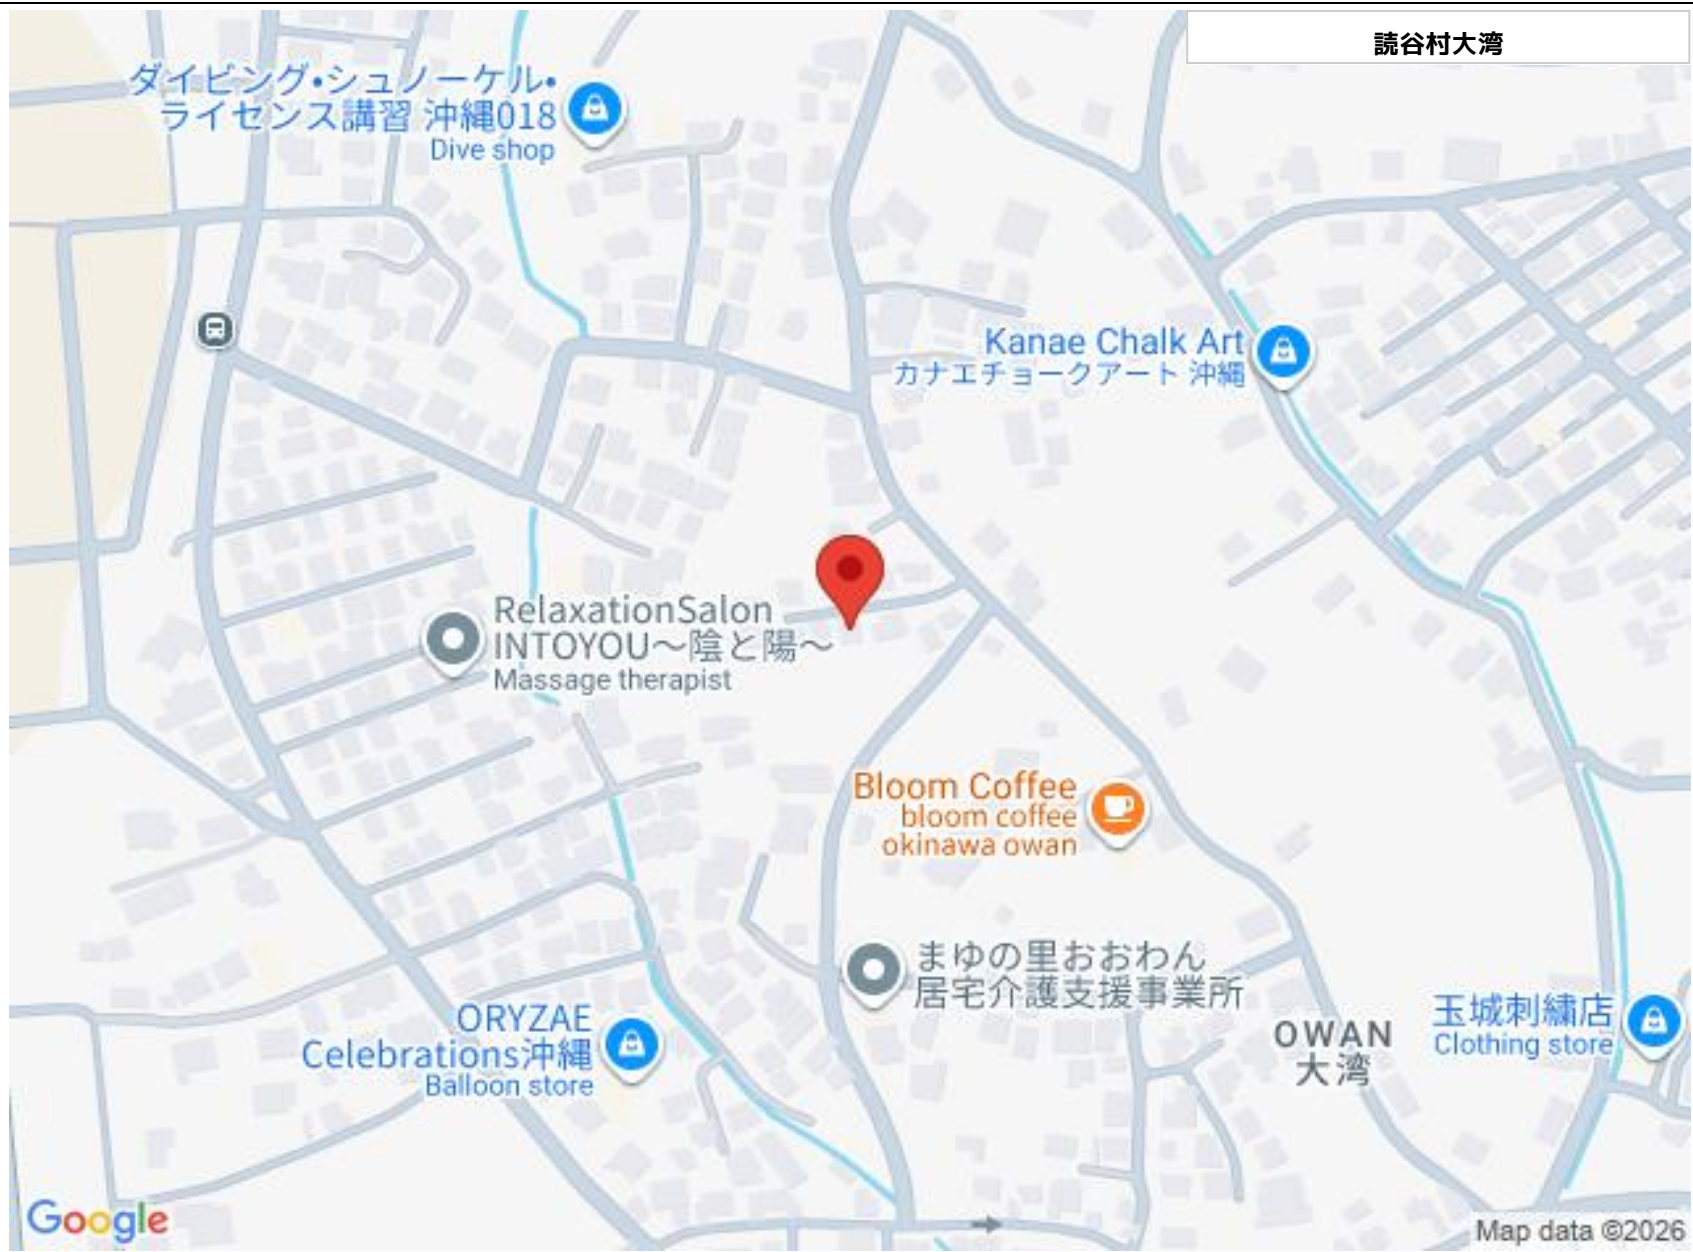 読谷村大湾
ダイビング•シュノーケル•
ライセンス講習 沖縄018
Dive shop
Kanae Chalk Art
カナエチョークアート 沖縄
RelaxationSalon
INTOYOU〜陰と陽〜
Massage therapist
Bloom Coffee
bloom coffee
okinawa owan
まゆの里おおわん
居宅介護支援事業所
ORYZAE
Celebrations沖縄
Balloon store
OWAN
大湾
玉城刺繍店
Clothing store
Google
Map data ©2026